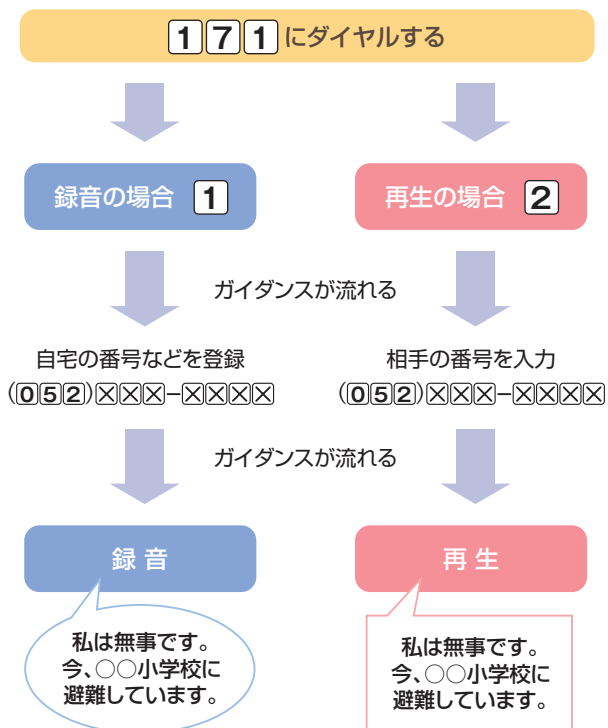 171にダイヤルする
録音の場合 1
再生の場合 2
ガイダンスが流れる
自宅の番号などを登録
(052)XXX-XXXX
相手の番号を入力
(052)XXX-XXXX
ガイダンスが流れる
録音
再生
私は無事です。
今、○○小学校に
避難しています。
私は無事です。
今、○○小学校に
避難しています。